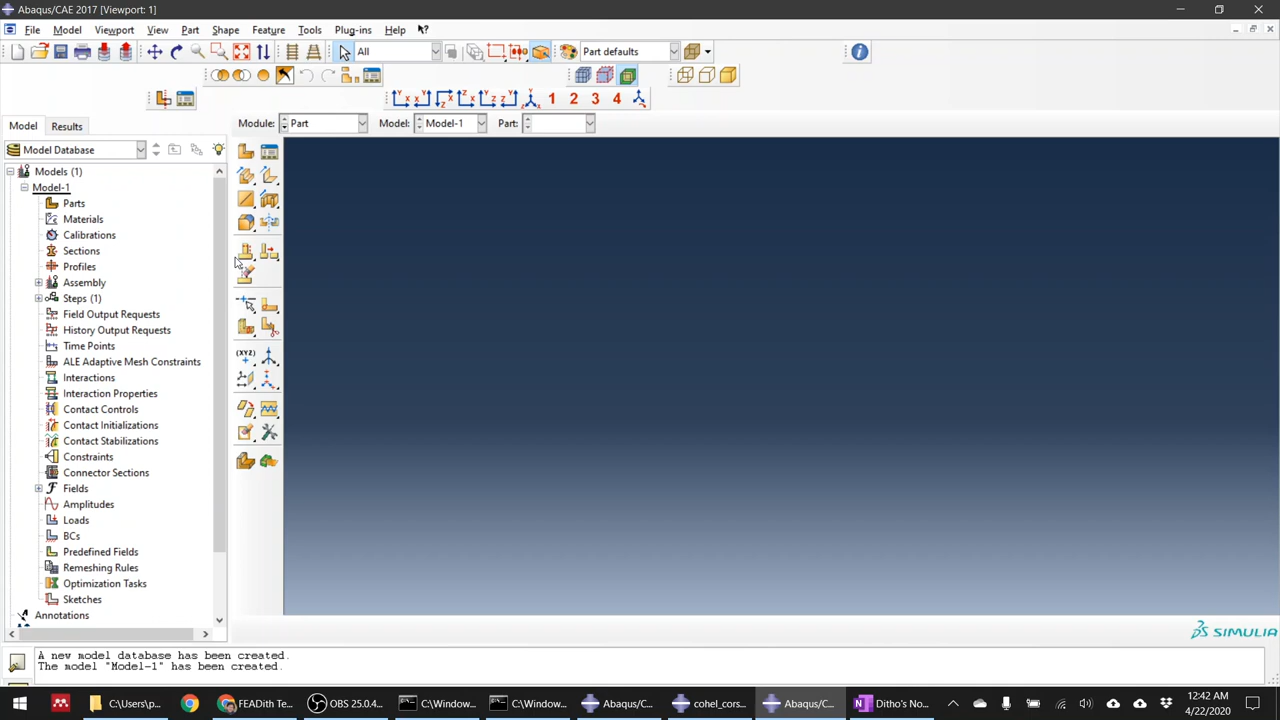 Abaqus/CAE 2017 [Viewport: 1]
File Model Viewport View Part Shape Feature Tools Plug-ins Help
All Part defaults
1 2 3 4
Model Results
Module: Part Model: Model-1 Part:
Model Database
Models (1)
Model-1
Parts
Materials
Calibrations
Sections
Profiles
Assembly
Steps (1)
Field Output Requests
History Output Requests
Time Points
ALE Adaptive Mesh Constraints
Interactions
Interaction Properties
Contact Controls
Contact Initializations
Contact Stabilizations
Constraints
Connector Sections
Fields
Amplitudes
Loads
BCs
Predefined Fields
Remeshing Rules
Optimization Tasks
Sketches
Annotations
(XYZ)
SIMULIA
A new model database has been created.
The model "Model-1" has been created.
C:\Users\p... FEADith Te... OBS 25.0.4... C:\Window... C:\Window... Abaqus/C... cohel_cors... Abaqus/C... Ditho's No...
12:42 AM
4/22/2020